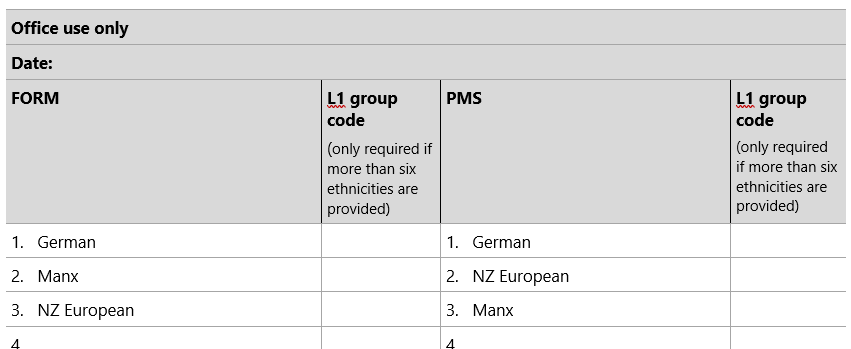 Office use only
Date:
FORM
L1 group
code
(only required if
more than six
ethnicities are
provided)
PMS
L1 group
code
(only required
if more than six
ethnicities are
provided)
1. German
1. German
2. Manx
2. NZ European
3. NZ European
3. Manx
4
4